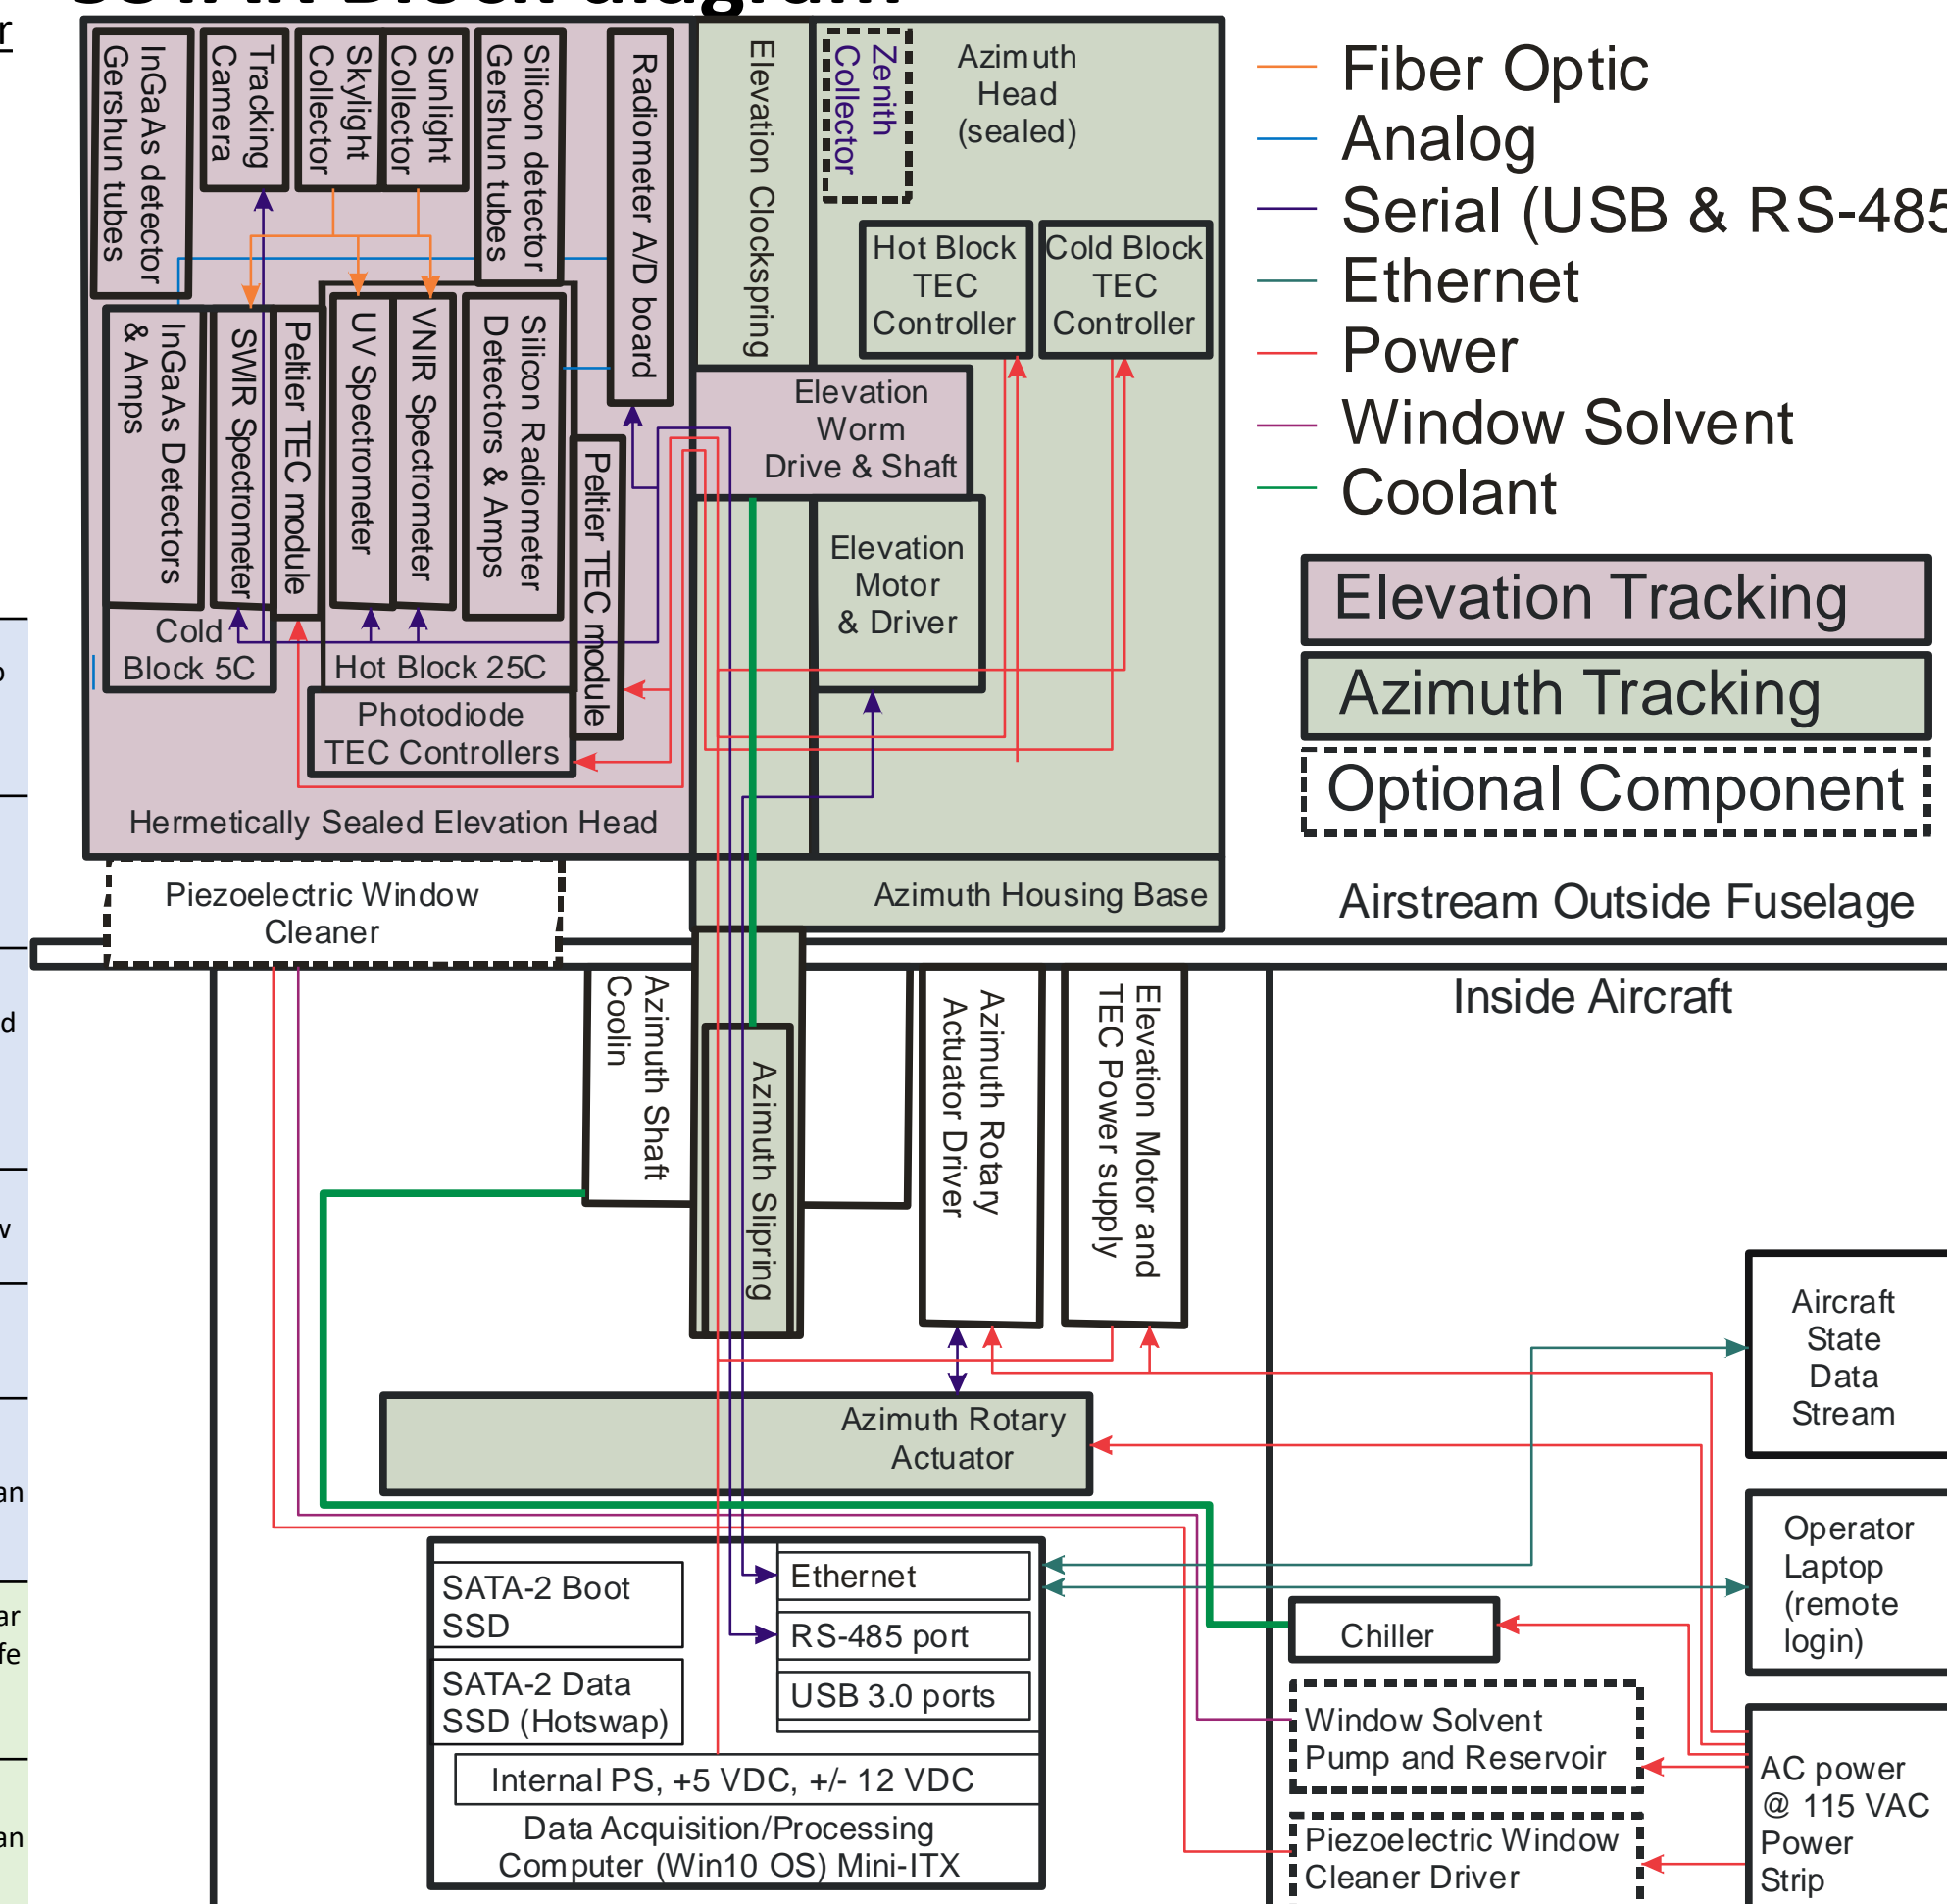 InGaAs detector
Gershun tubes
Tracking
Camera
Skylight
Collector
Sunlight
Collector
Silicon detector
Gershun tubes
Radiometer A/D board
Elevation Clockspring
Zenith
Collector
Azimuth
Head
(sealed)
Hot Block
TEC
Controller
Cold Block
TEC
Controller
InGaAs Detectors
& Amps
SWIR Spectrometer
Peltier TEC module
UV Spectrometer
VNIR Spectrometer
Silicon Radiometer
Detectors & Amps
Peltier TEC module
Elevation
Worm
Drive & Shaft
Elevation
Motor
& Driver
Cold
Block 5C
Hot Block 25C
Photodiode
TEC Controllers
Hermetically Sealed Elevation Head
Azimuth Housing Base
Piezoelectric Window
Cleaner
Fiber Optic
Analog
Serial (USB & RS-485
Ethernet
Power
Window Solvent
Coolant
Elevation Tracking
Azimuth Tracking
Optional Component
Airstream Outside Fuselage
Inside Aircraft
Azimuth Shaft
Coolin
Azimuth Slipring
Azimuth Rotary
Actuator Driver
Elevation Motor and
TEC Power supply
Azimuth Rotary
Actuator
Aircraft
State
Data
Stream
Operator
Laptop
(remote
login)
SATA-2 Boot
SSD
SATA-2 Data
SSD (Hotswap)
Ethernet
RS-485 port
USB 3.0 ports
Internal PS, +5 VDC, +/- 12 VDC
Data Acquisition/Processing
Computer (Win10 OS) Mini-ITX
Chiller
Window Solvent
Pump and Reservoir
Piezoelectric Window
Cleaner Driver
AC power
@ 115 VAC
Power
Strip